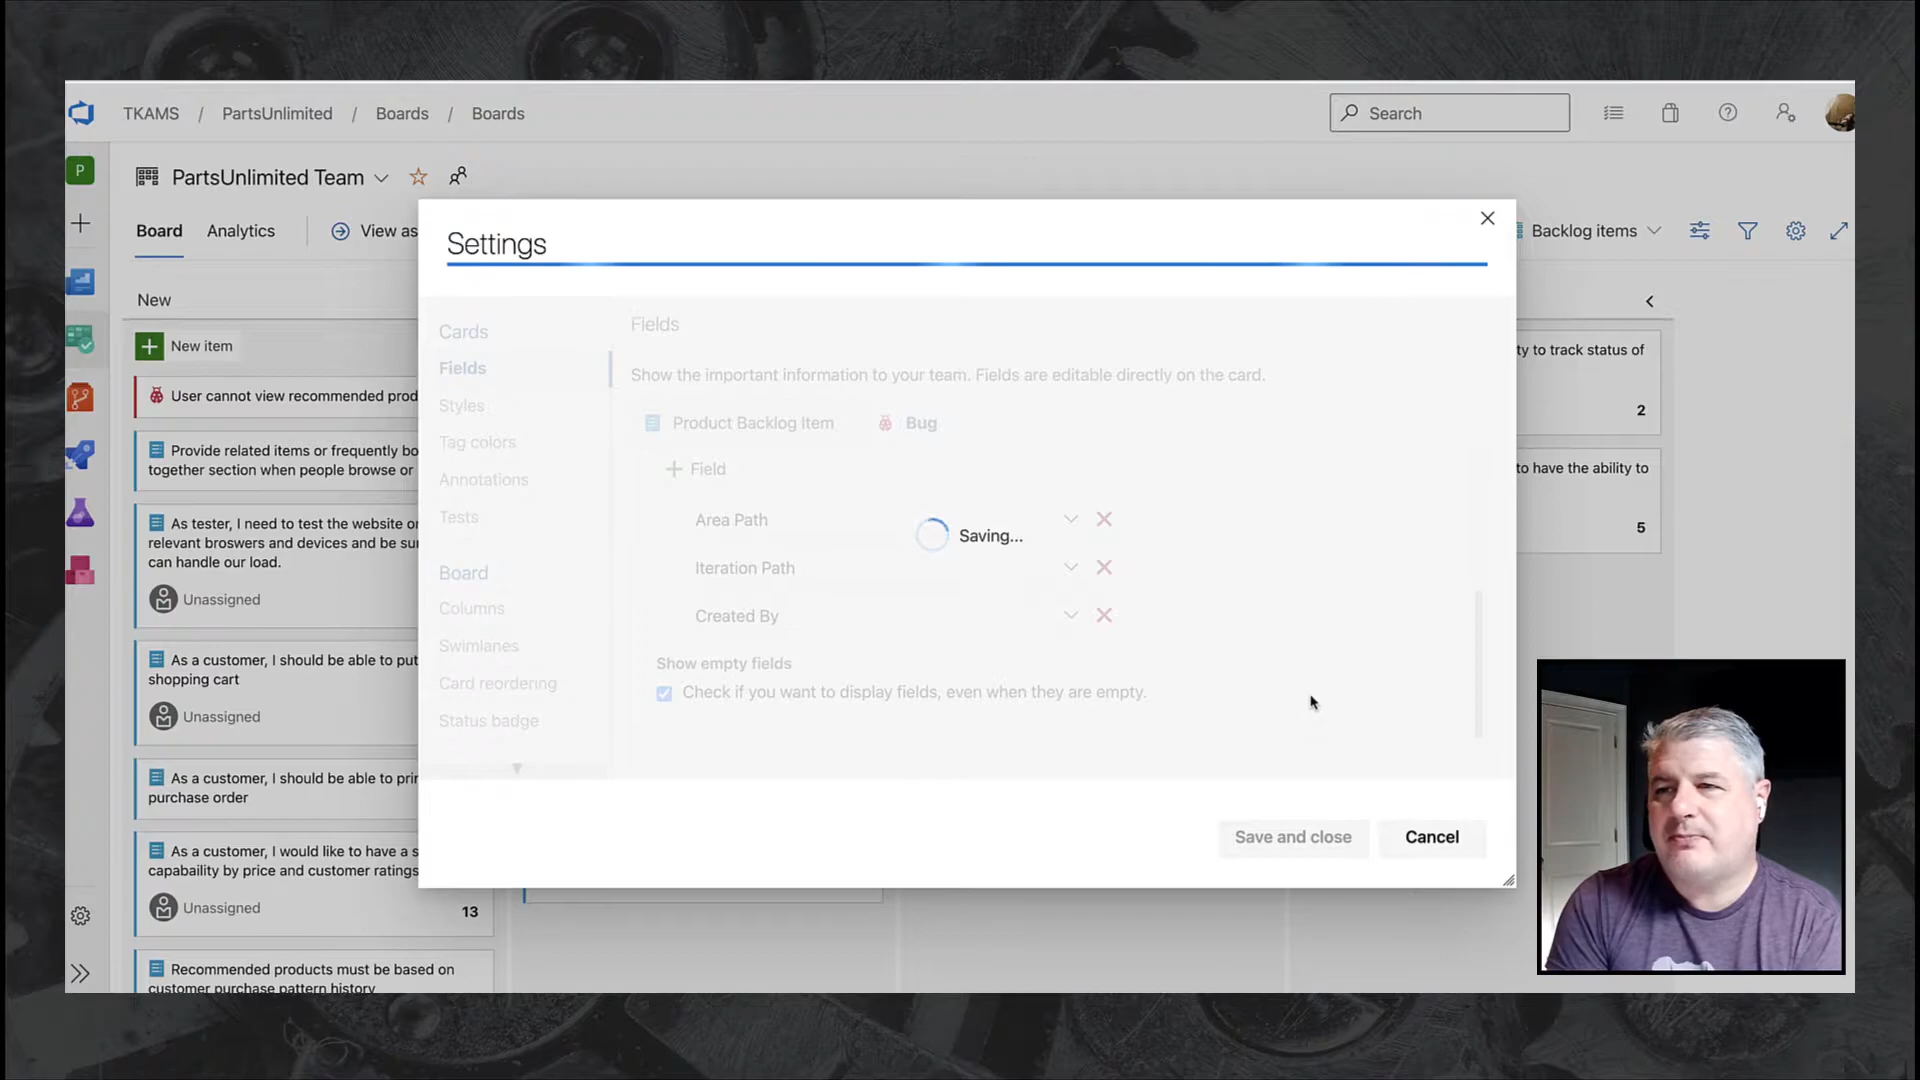 TKAMS / PartsUnlimited / Boards / Boards
Search
P
PartsUnlimited Team
Board
Analytics
View as
Backlog items
New
New item
User cannot view recommended prod
Provide related items or frequently bo
together section when people browse or
As tester, I need to test the website on
relevant broswers and devices and be sur
can handle our load.
Unassigned
As a customer, I should be able to put
shopping cart
Unassigned
As a customer, I should be able to prin
purchase order
As a customer, I would like to have a s
capabaility by price and customer ratings
Unassigned
13
Recommended products must be based on
customer purchase pattern history
Settings
Cards
Fields
Styles
Tag colors
Annotations
Tests
Board
Columns
Swimlanes
Card reordering
Status badge
Fields
Show the important information to your team. Fields are editable directly on the card.
Product Backlog Item
Bug
Field
Area Path
Iteration Path
Created By
Saving...
Show empty fields
Check if you want to display fields, even when they are empty.
Save and close
Cancel
ty to track status of
2
to have the ability to
5